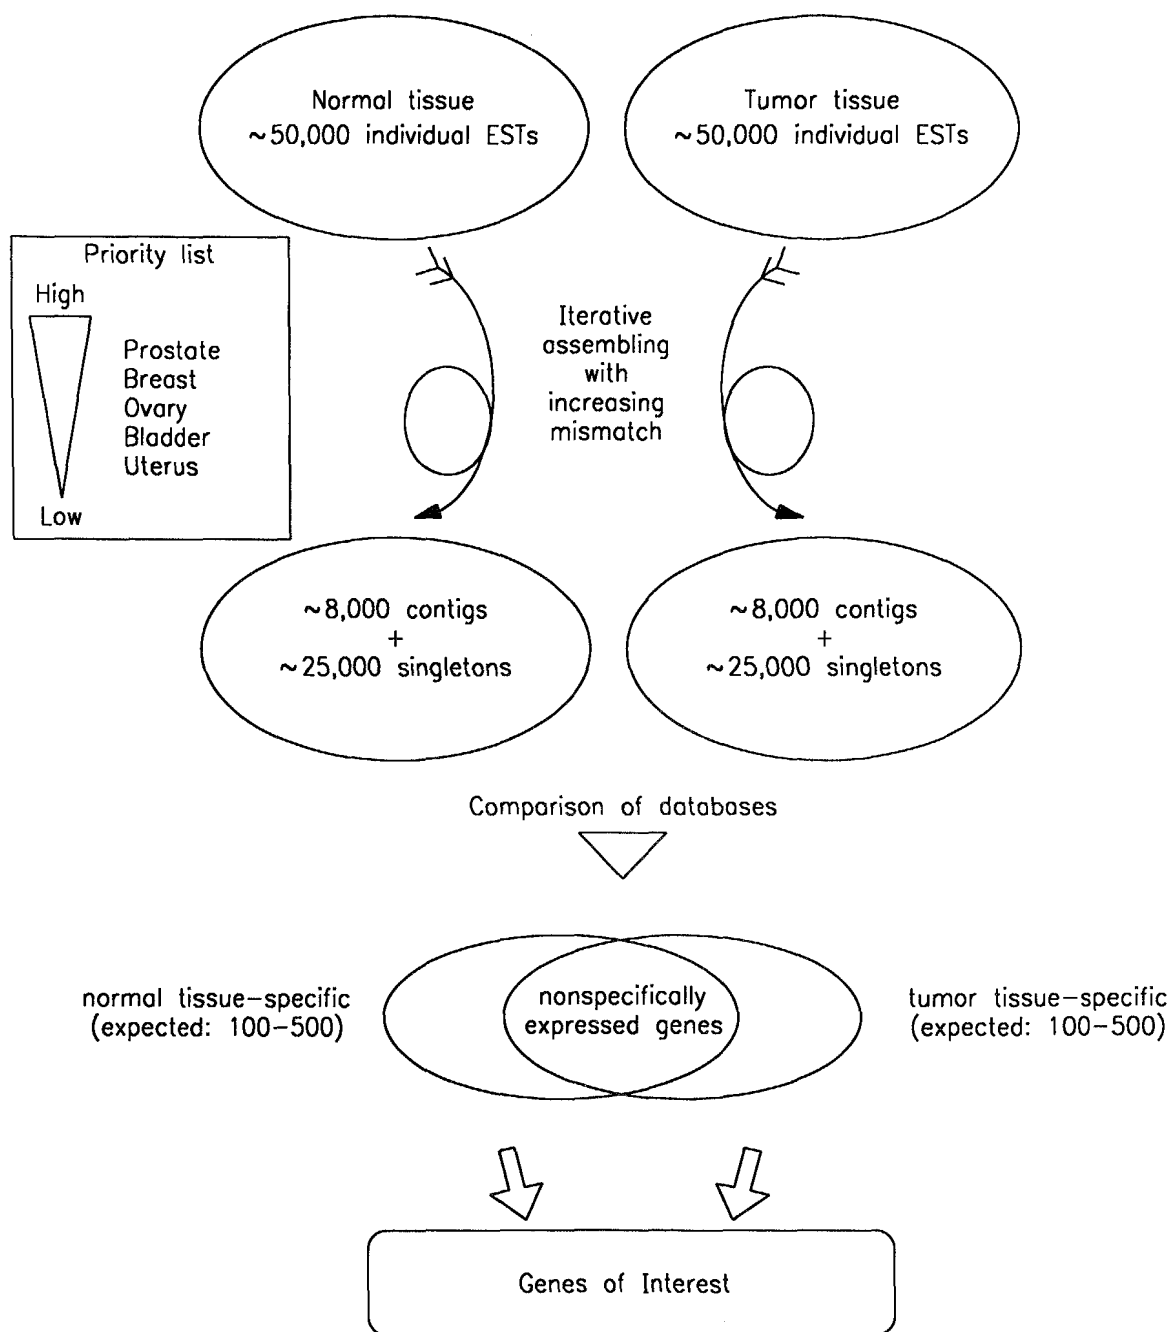 Normal tissue
~50,000 individual ESTs
Tumor tissue
~50,000 individual ESTs
Priority list
High
Prostate
Breast
Ovary
Bladder
Uterus
Low
Iterative
assembling
with
increasing
mismatch
~8,000 contigs
+
~25,000 singletons
~8,000 contigs
+
~25,000 singletons
Comparison of databases
normal tissue-specific
(expected: 100-500)
nonspecifically
expressed genes
tumor tissue-specific
(expected: 100-500)
Genes of Interest